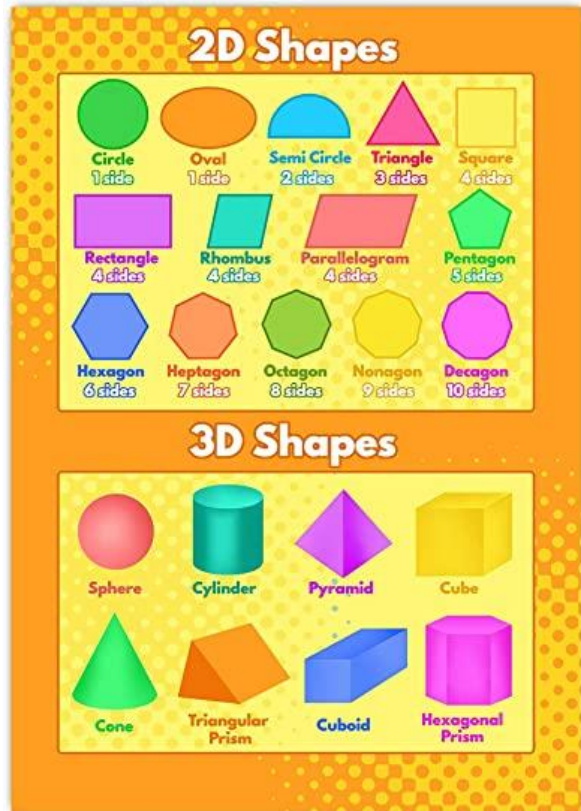 2D Shapes
Circle Oval Semi Circle Triangle Square
1 side 1 side 2 sides 3 sides 4 sides
Rectangle Rhombus Parallelogram Pentagon
4 sides 4 sides 4 sides 5 sides
Hexagon Heptagon Octagon Nonagon Decagon
6 sides 7 sides 8 sides 9 sides 10 sides
3D Shapes
Sphere Cylinder Pyramid Cube
Cone Triangular Prism Cuboid Hexagonal Prism